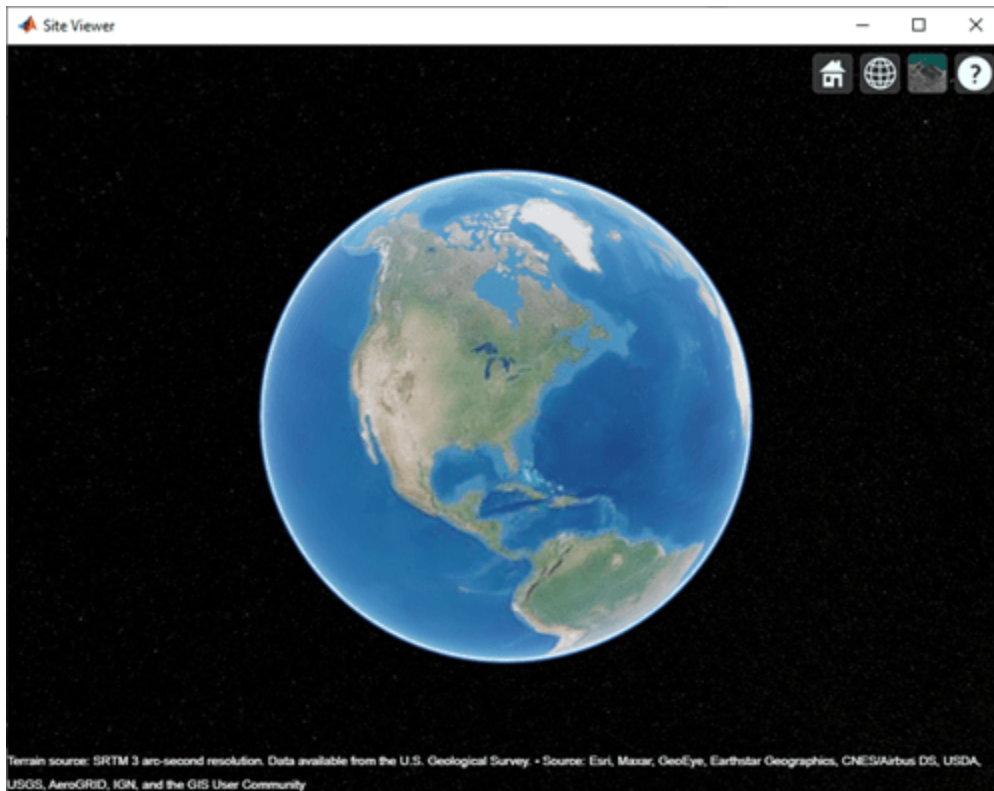 Site Viewer
?
Terrain source: SRTM 3 arc-second resolution. Data available from the U.S. Geological Survey. • Source: Esri, Maxar, GeoEye, Earthstar Geographics, CNES/Airbus DS, USDA,
USGS, AeroGRID, IGN, and the GIS User Community